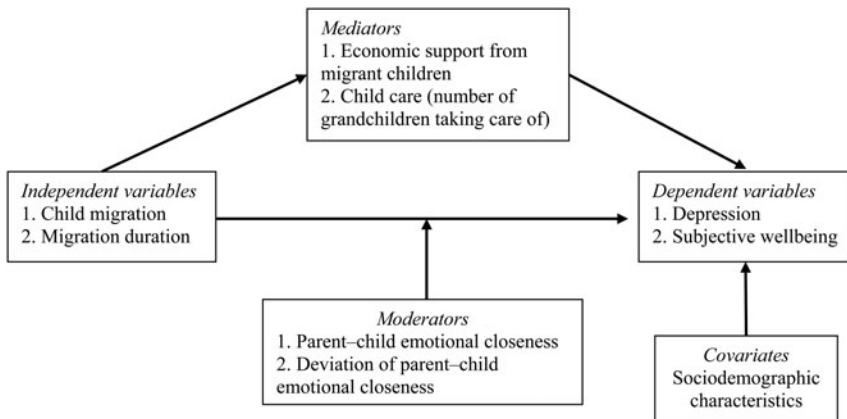 Mediators
1. Economic support from
migrant children
2. Child care (number of
grandchildren taking care of)
Independent variables
1. Child migration
2. Migration duration
Dependent variables
1. Depression
2. Subjective wellbeing
Moderators
1. Parent–child emotional closeness
2. Deviation of parent–child
emotional closeness
Covariates
Sociodemographic
characteristics